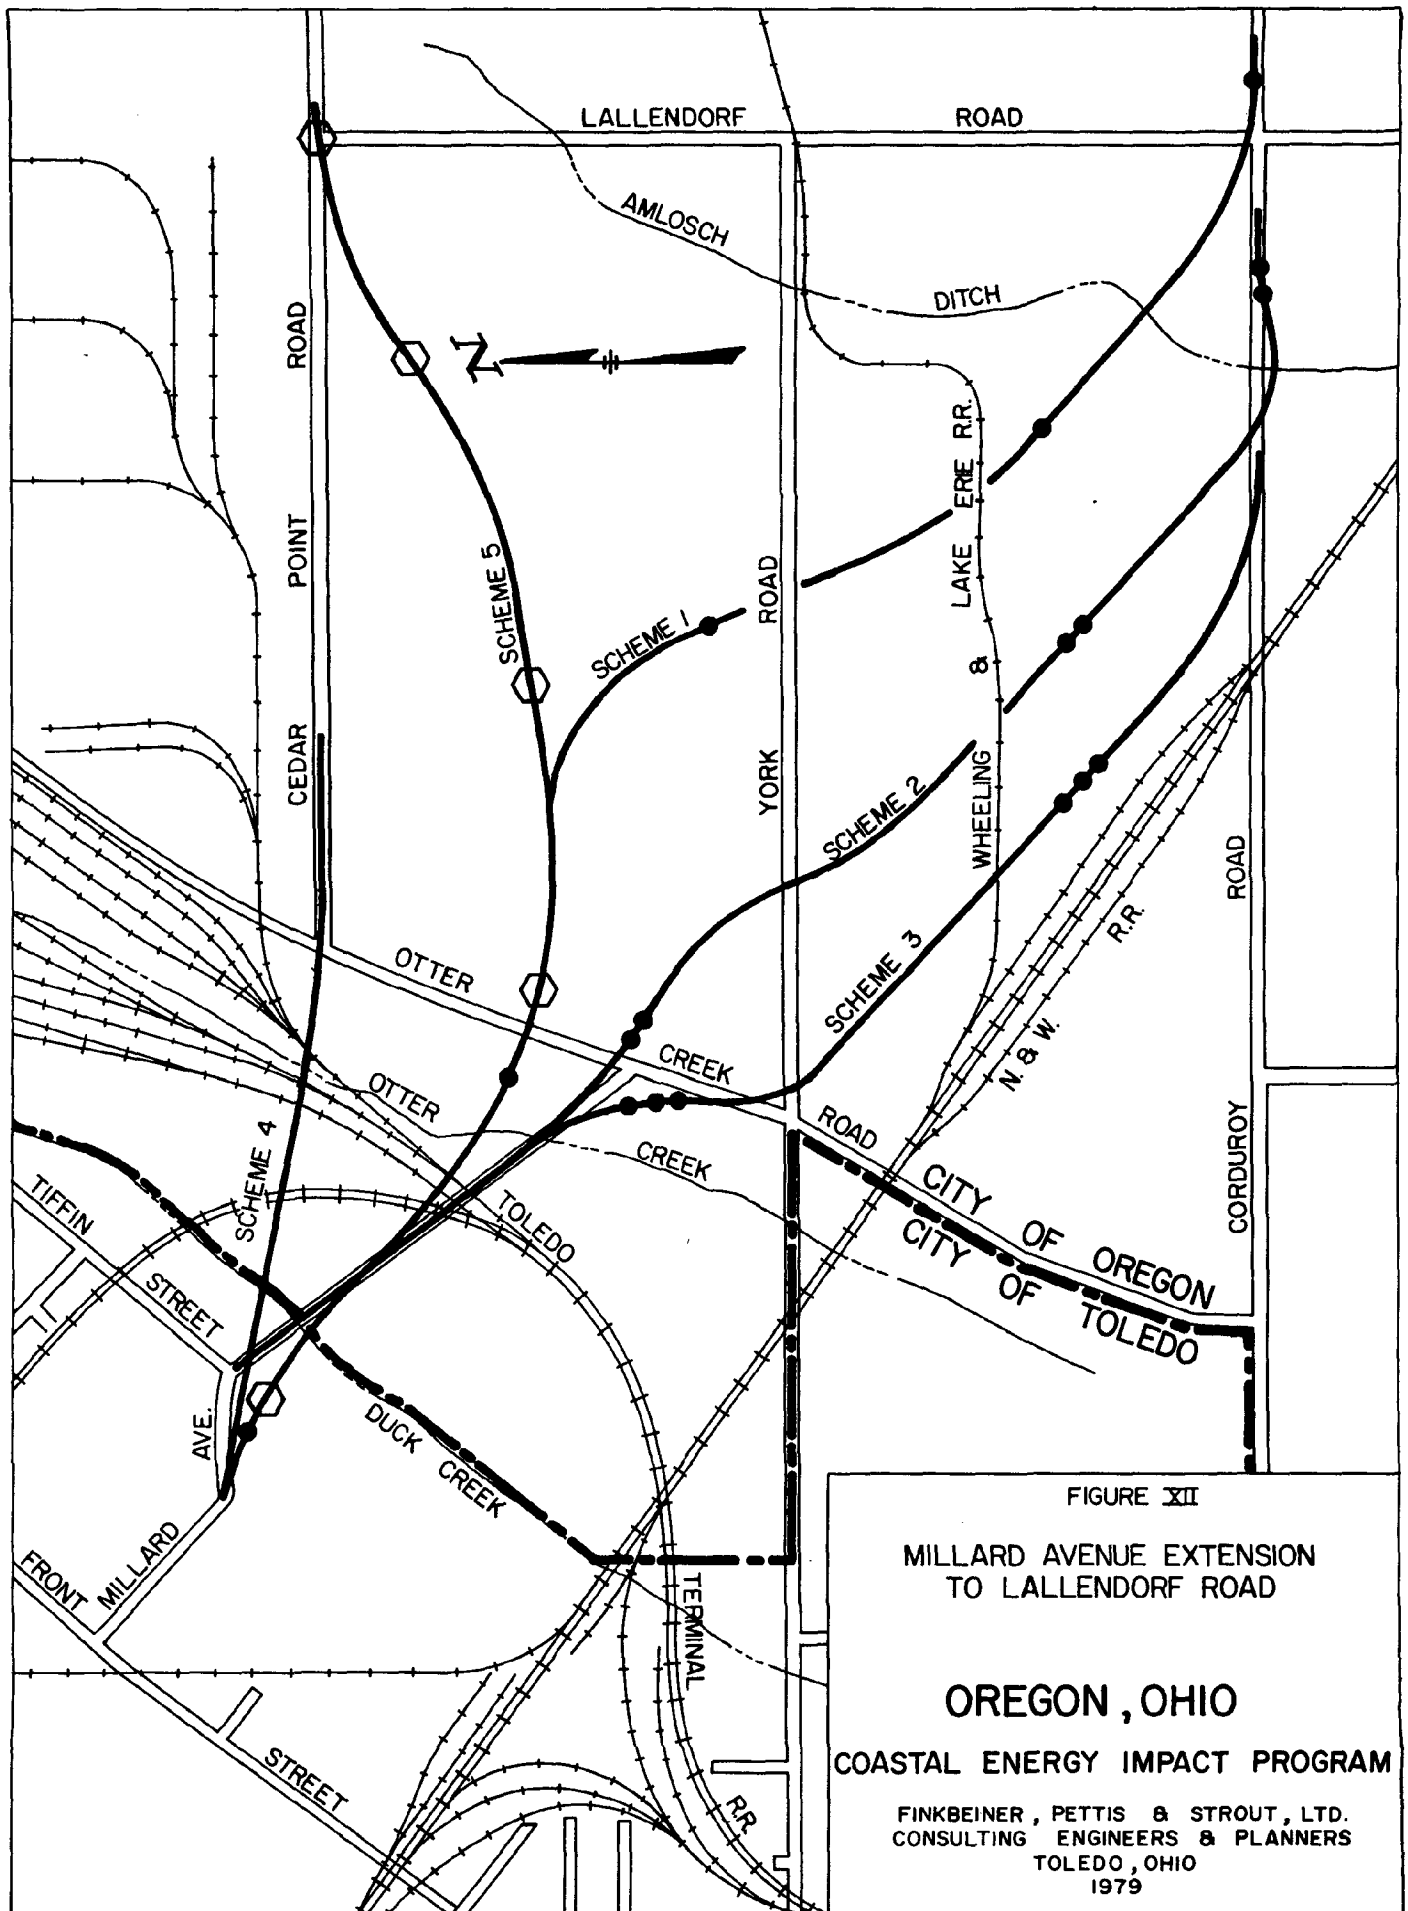 LALLENDORF ROAD
AMLOSCH
DITCH
N
CEDAR POINT ROAD
SCHEME 5
SCHEME 1
YORK ROAD
WHEELING & LAKE ERIE R.R.
SCHEME 2
SCHEME 3
N. & W. R.R.
CORDUROY ROAD
OTTER CREEK ROAD
OTTER CREEK
SCHEME 4
TIFFIN STREET
TOLEDO TERMINAL R.R.
CITY OF OREGON
CITY OF TOLEDO
DUCK CREEK
MILLARD AVE.
FRONT STREET
FIGURE XII
MILLARD AVENUE EXTENSION
TO LALLENDORF ROAD
OREGON, OHIO
COASTAL ENERGY IMPACT PROGRAM
FINKBEINER, PETTIS & STROUT, LTD.
CONSULTING ENGINEERS & PLANNERS
TOLEDO, OHIO
1979